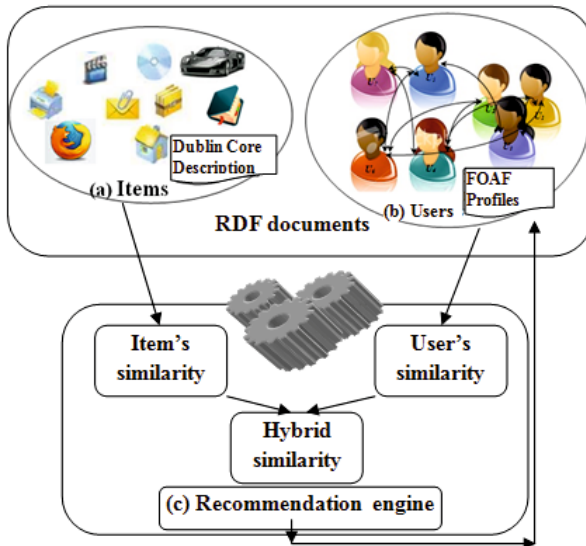 Dublin Core
Description
(a) Items
FOAF
Profiles
(b) Users
RDF documents
Item's
similarity
User's
similarity
Hybrid
similarity
(c) Recommendation engine